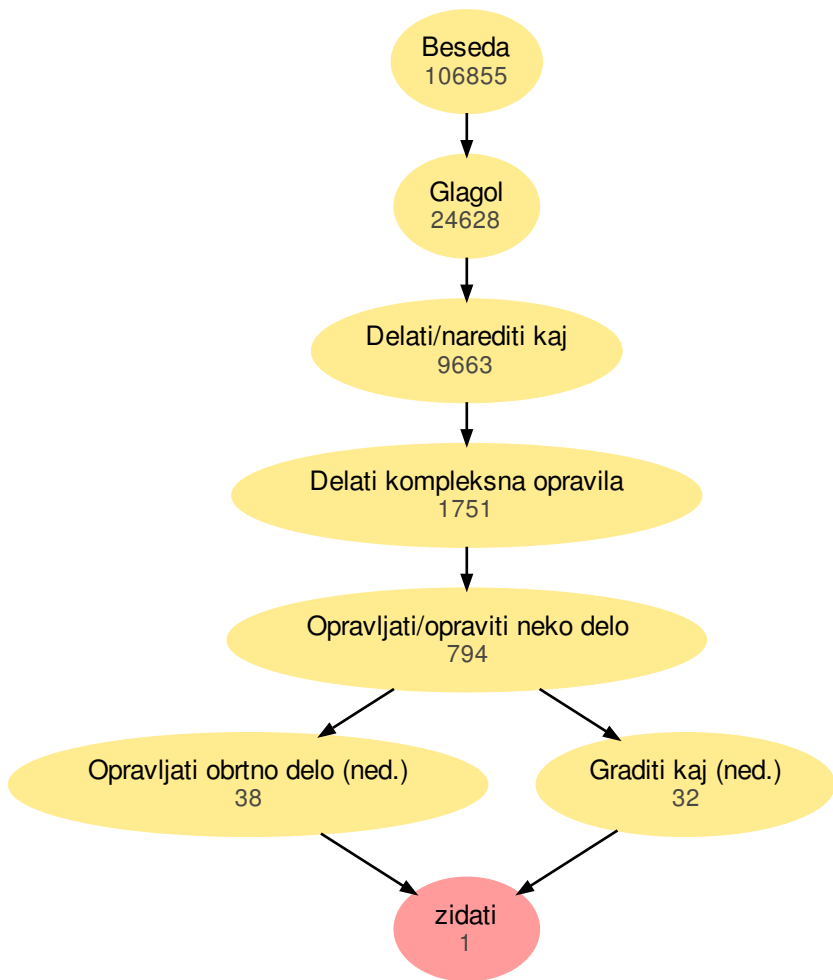 Beseda
106855
Glagol
24628
Delati/narediti kaj
9663
Delati kompleksna opravila
1751
Opravljati/opraviti neko delo
794
Opravljati obrtno delo (ned.)
38
Graditi kaj (ned.)
32
zidati
1